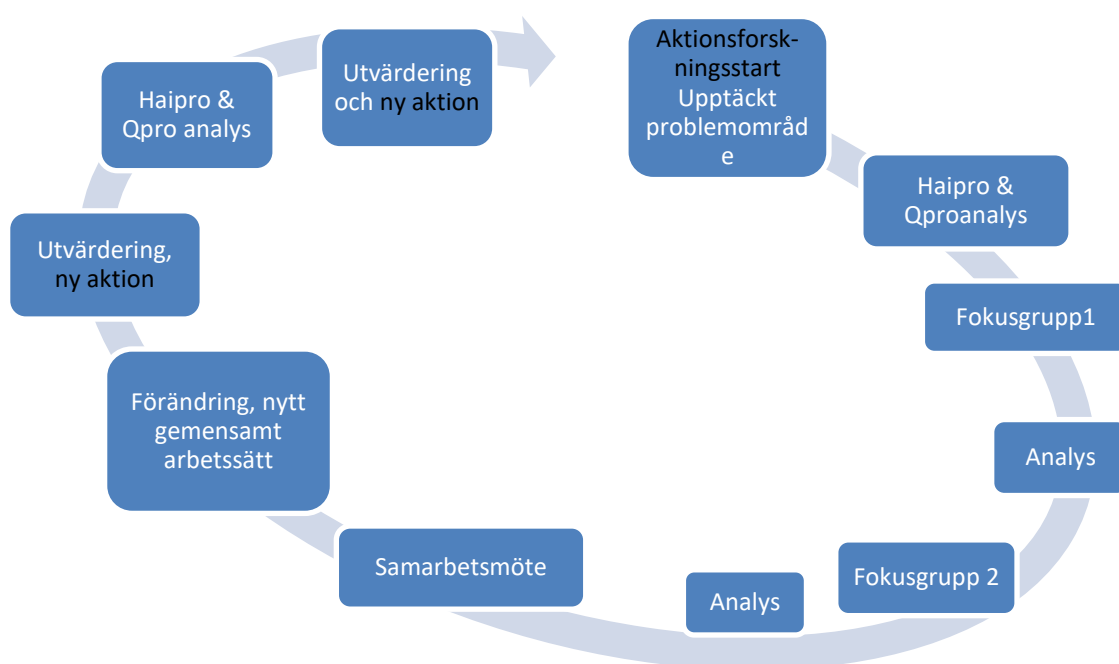 Aktionsforsk-
ningsstart
Upptäckt
problemområd
e
Haipro &
Qproanalys
Fokusgrupp1
Analys
Fokusgrupp 2
Analys
Samarbetsmöte
Förändring, nytt
gemensamt
arbetssätt
Utvärdering,
ny aktion
Haipro &
Qpro analys
Utvärdering
och ny aktion